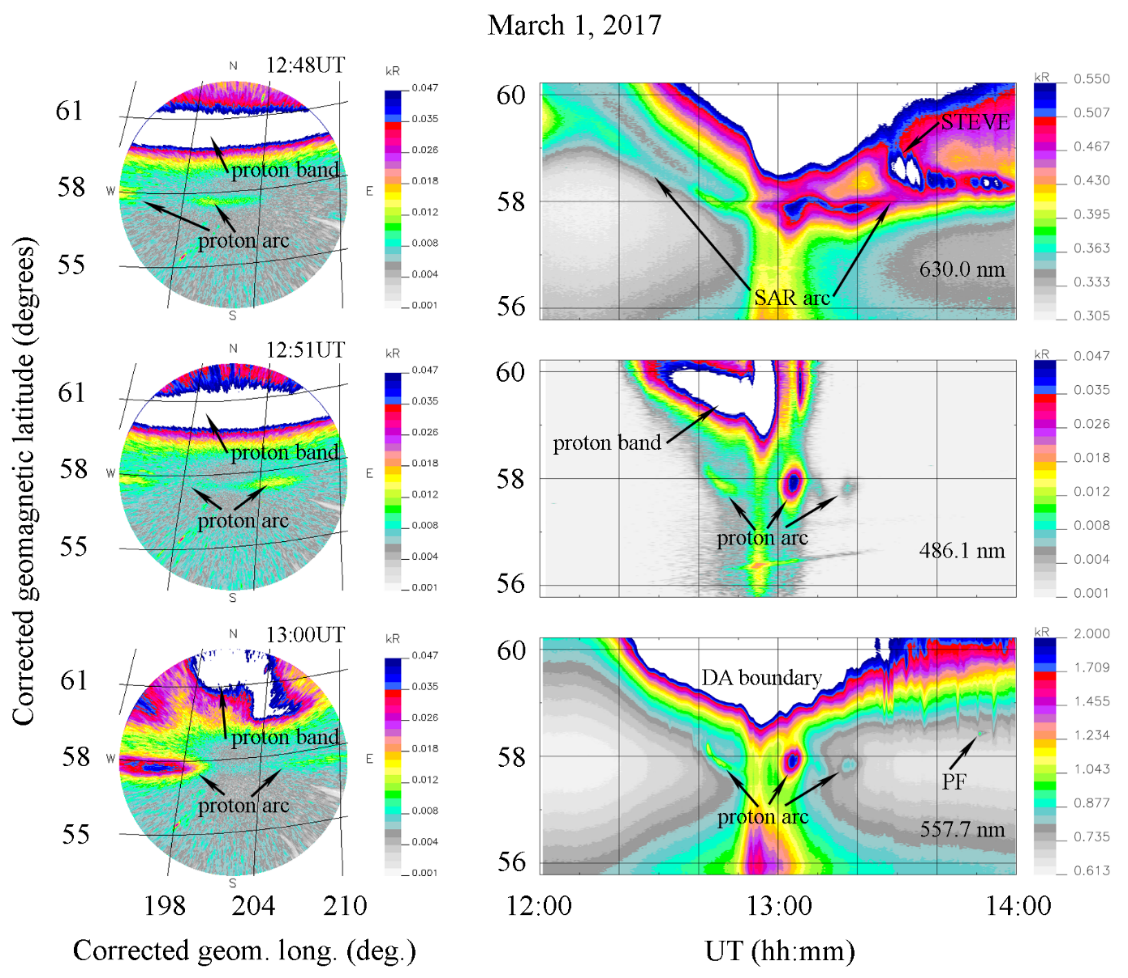 March 1, 2017
Corrected geomagnetic latitude (degrees)
N
12:48UT
61
58
55
W
E
S
proton band
proton arc
kR
0.047
0.035
0.026
0.018
0.012
0.008
0.004
0.001
N
12:51UT
61
58
55
W
E
S
proton band
proton arc
kR
0.047
0.035
0.026
0.018
0.012
0.008
0.004
0.001
N
13:00UT
61
58
55
W
E
S
proton band
proton arc
kR
0.047
0.035
0.026
0.018
0.012
0.008
0.004
0.001
198 204 210
Corrected geom. long. (deg.)
60
58
56
STEVE
SAR arc
630.0 nm
kR
0.550
0.507
0.467
0.430
0.395
0.363
0.333
0.305
60
58
56
proton band
proton arc
486.1 nm
kR
0.047
0.035
0.026
0.018
0.012
0.008
0.004
0.001
60
58
56
DA boundary
proton arc
PF
557.7 nm
kR
2.000
1.709
1.455
1.234
1.043
0.877
0.735
0.613
12:00 13:00 14:00
UT (hh:mm)